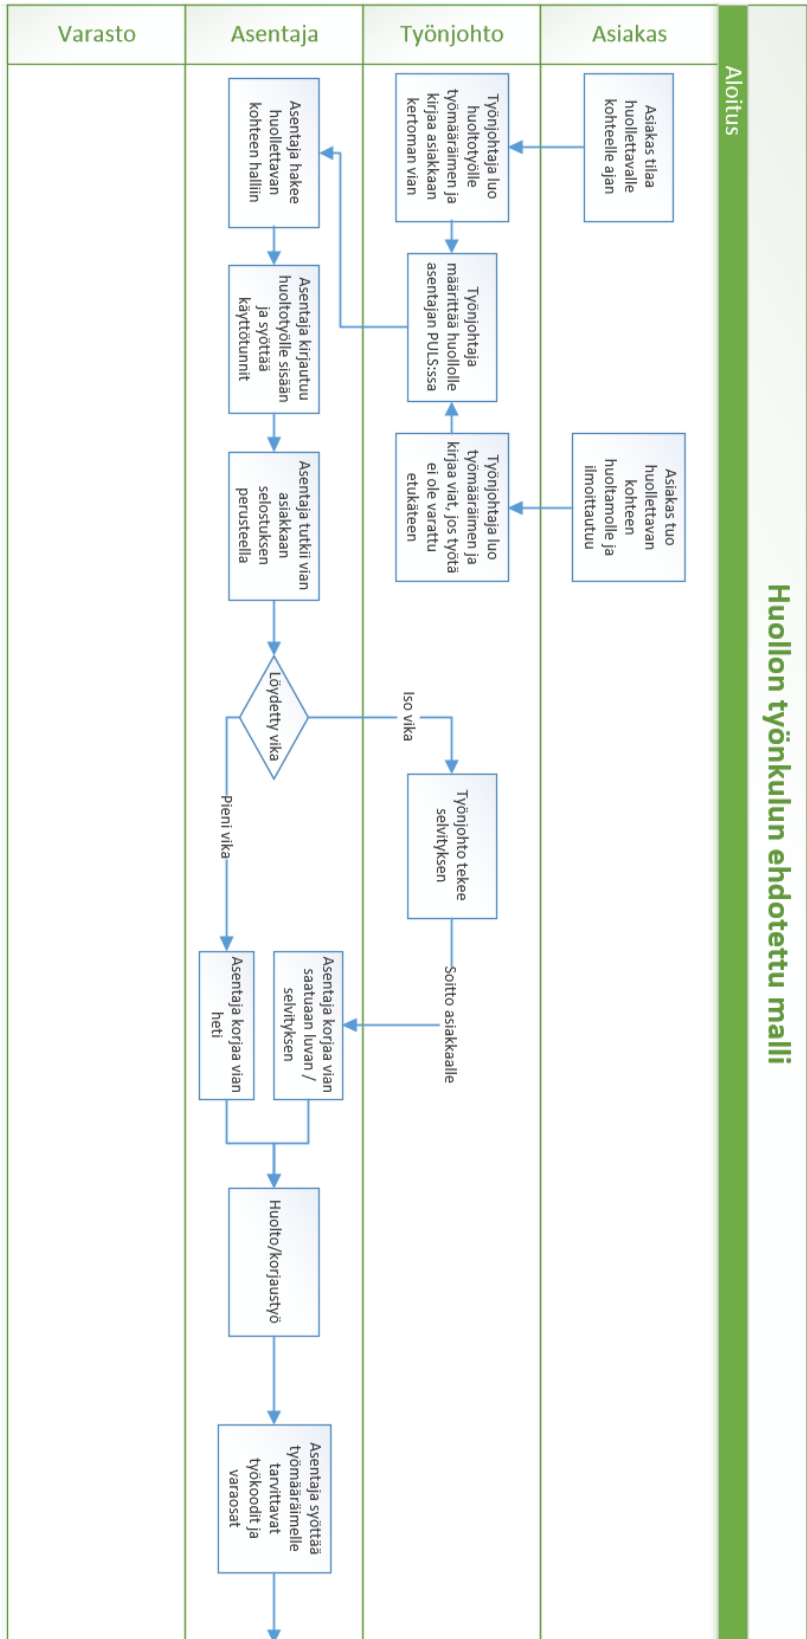 Huollon työnkulun ehdotettu malli
Aloitus
Asiakas
Työnjohto
Asentaja
Varasto
Asiakas tilaa
huollettavalle
kohteelle ajan
Asiakas tuo
huollettavan
kohteen
huoltamolle ja
ilmoittautuu
Työnjohtaja luo
huoltotyölle
työmääräimen ja
kirjaa asiakkaan
kertoman vian
Työnjohtaja
määrittää huollolle
asentajan PULS:ssa
Työnjohtaja luo
työmääräimen ja
kirjaa viat, jos työtä
ei ole varattu
etukäteen
Iso vika
Työnjohto tekee
selvityksen
Soitto asiakkaalle
Asentaja hakee
huollettavan
kohteen halliin
Asentaja kirjautuu
huoltotyölle sisään
ja syöttää
käyttötunnit
Asentaja tutkii vian
asiakkaan
selostuksen
perusteella
Löydetty vika
Pieni vika
Asentaja korjaa vian
saatuaan luvan /
selvityksen
Asentaja korjaa vian
heti
Huolto/korjaustyö
Asentaja syöttää
työmääräimelle
tarvittavat
työkoodit ja
varaosat